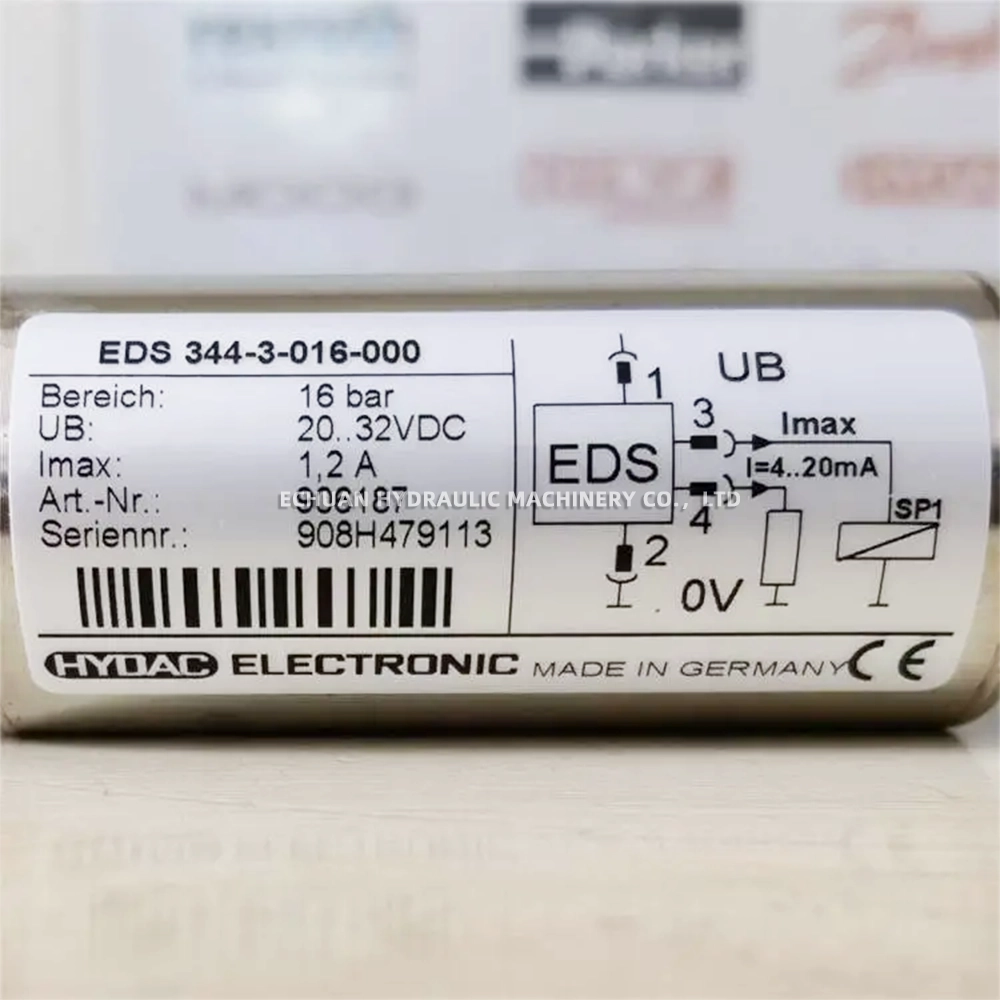 Parker
EDS 344-3-016-000
Bereich: 16 bar
UB: 20..32VDC
Imax: 1,2 A
Art.-Nr.:
Seriennr.: 908H479113
ECHUAN HYDRAULIC MACHINERY CO., LTD
1 UB
3 Imax
EDS I=4..20mA
4 SP1
2 0V
HYDAC ELECTRONIC MADE IN GERMANY CE